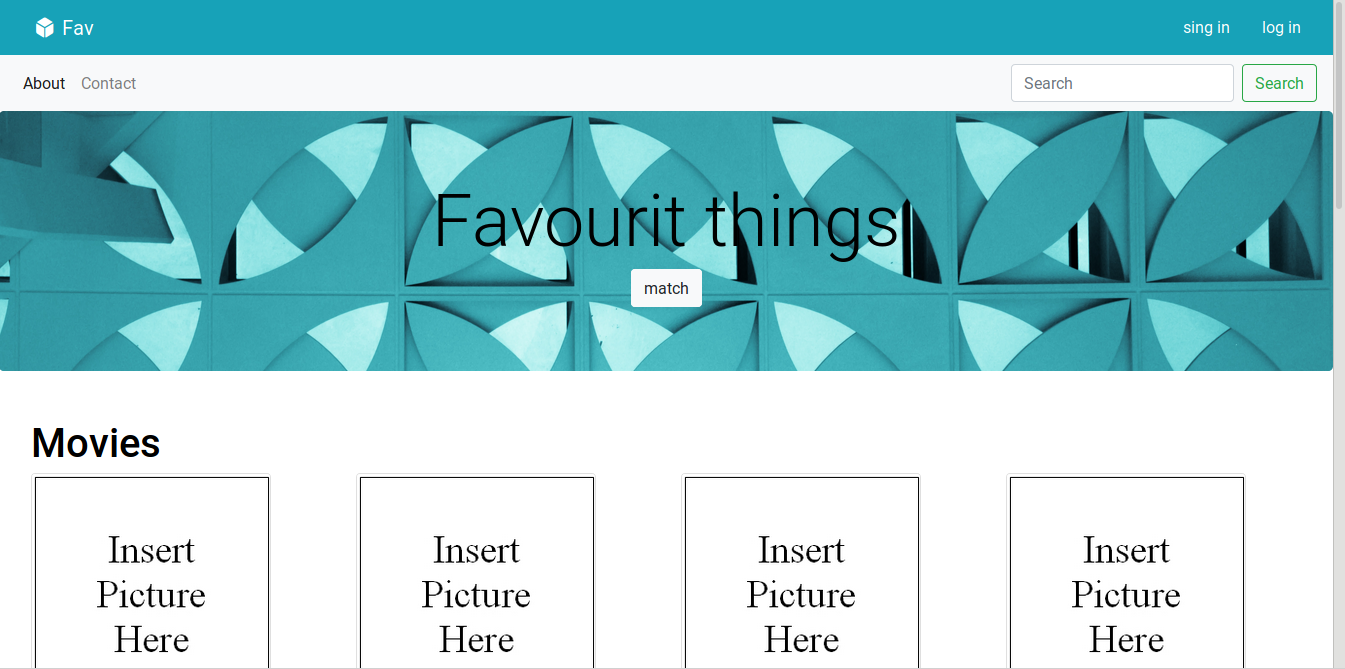 Fav sing in log in
About Contact Search Search
Favourit things
match
Movies
Insert Insert Insert Insert
Picture Picture Picture Picture
Here Here Here Here